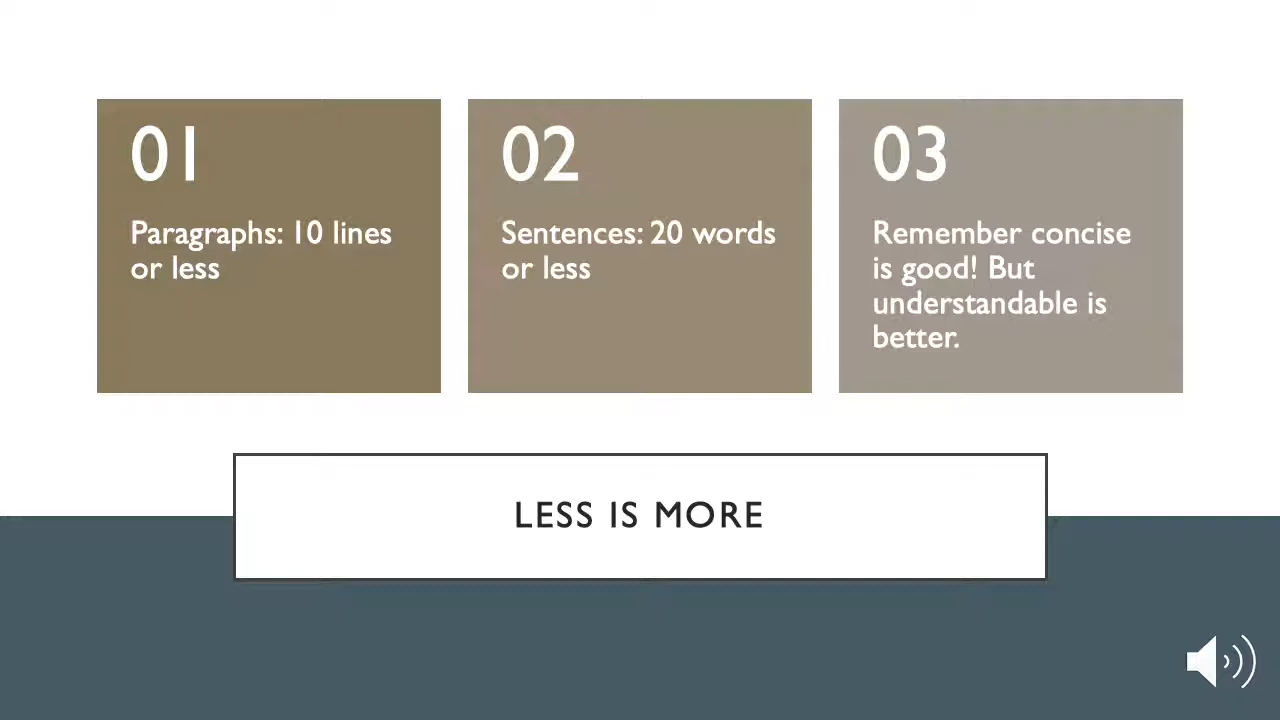 01
Paragraphs: 10 lines
or less
02
Sentences: 20 words
or less
03
Remember concise
is good! But
understandable is
better.
LESS IS MORE